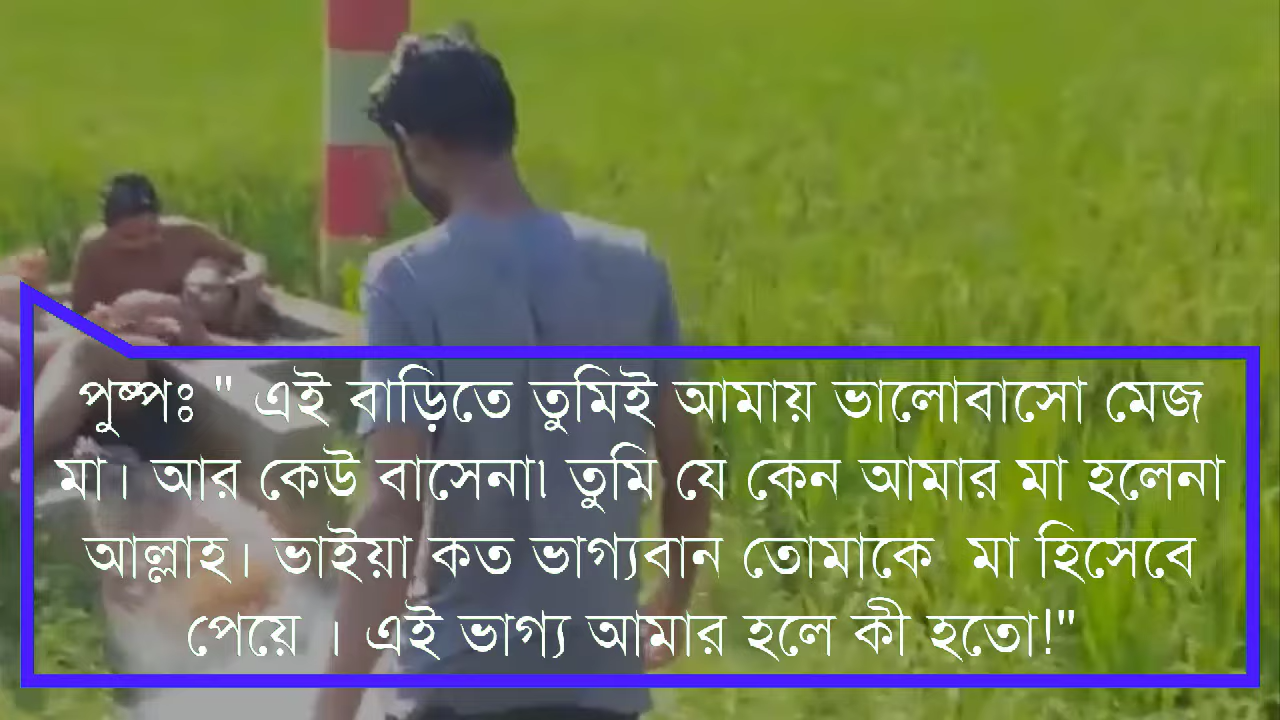 পুষ্পঃ " এই বাড়িতে তুমিই আমায় ভালোবাসো মেজ
মা। আর কেউ বাসেনা৷ তুমি যে কেন আমার মা হলেনা
আল্লাহ। ভাইয়া কত ভাগ্যবান তোমাকে  মা হিসেবে
পেয়ে । এই ভাগ্য আমার হলে কী হতো!"